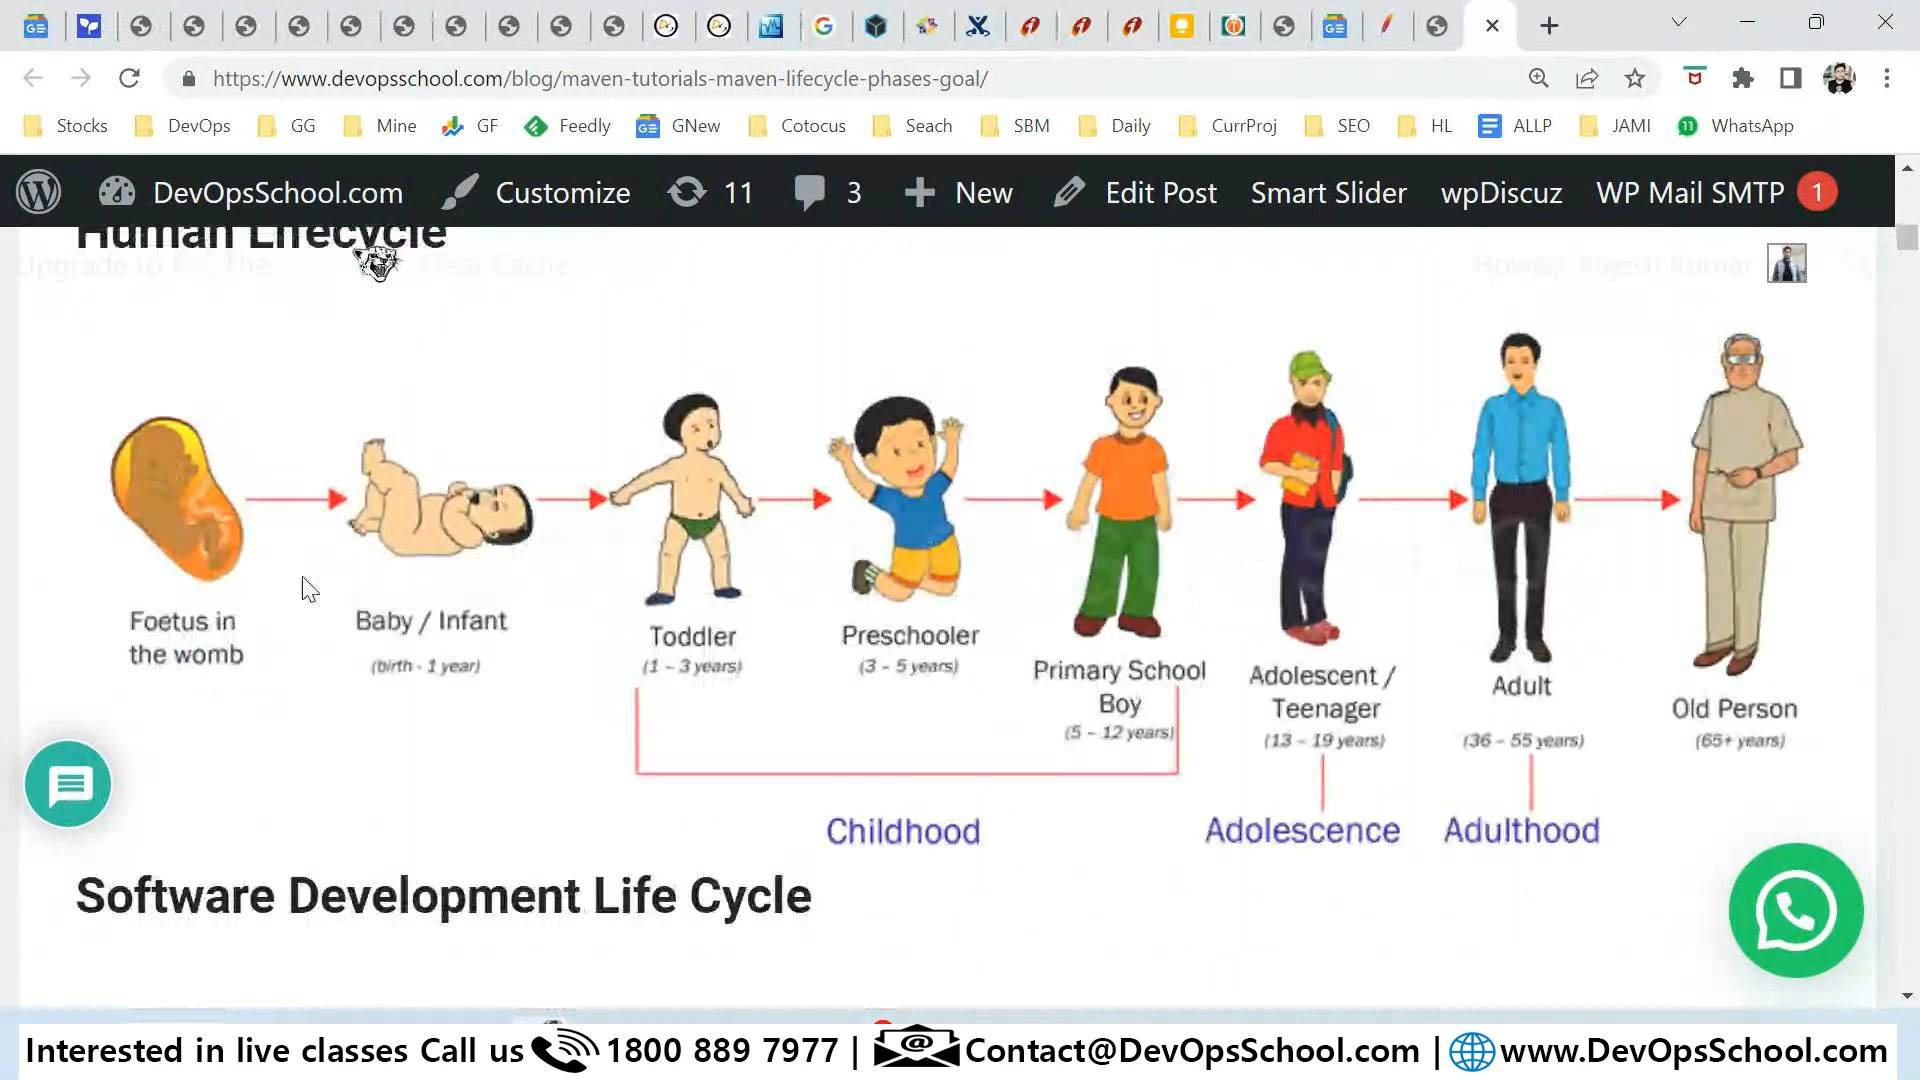 https://www.devopsschool.com/blog/maven-tutorials-maven-lifecycle-phases-goal/
Stocks DevOps GG Mine GF Feedly GNew Cotocus Seach SBM Daily CurrProj SEO HL ALLP JAMI 11 WhatsApp
DevOpsSchool.com Customize 11 3 New Edit Post Smart Slider wpDiscuz WP Mail SMTP 1
Human Lifecycle
Howdy, Rajesh Kumar
Foetus in
the womb
Baby / Infant
(birth - 1 year)
Toddler
(1 – 3 years)
Preschooler
(3 – 5 years)
Primary School
Boy
(5 – 12 years)
Adolescent /
Teenager
(13 – 19 years)
Adult
(36 – 55 years)
Old Person
(65+ years)
Childhood
Adolescence
Adulthood
Software Development Life Cycle
Interested in live classes Call us 1800 889 7977 | Contact@DevOpsSchool.com | www.DevOpsSchool.com